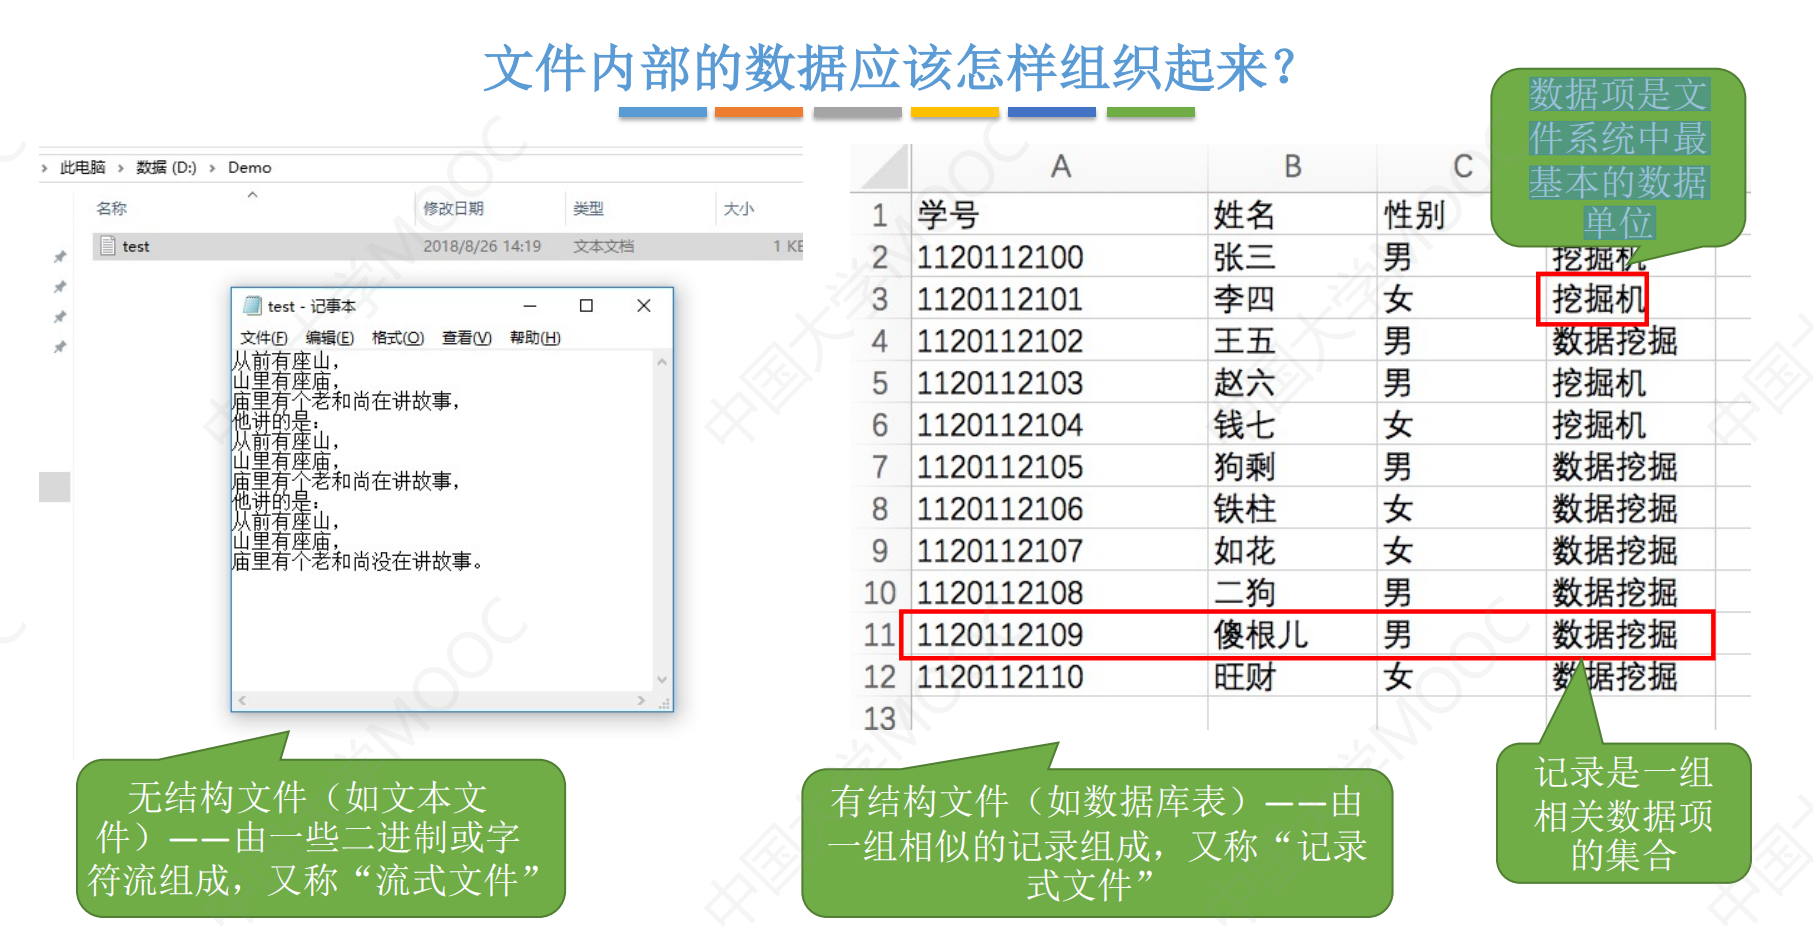 文件内部的数据应该怎样组织起来?
数据项是文
件系统中最
基本的数据
单位
› 此电脑 › 数据 (D:) › Demo
名称 修改日期 类型 大小
test 2018/8/26 14:19 文本文档 1 KB
test - 记事本
文件(F) 编辑(E) 格式(O) 查看(V) 帮助(H)
从前有座山,
山里有座庙,
庙里有个老和尚在讲故事,
他讲的是:
从前有座山,
山里有座庙,
庙里有个老和尚在讲故事,
他讲的是:
从前有座山,
山里有座庙,
庙里有个老和尚没在讲故事。
A B C
1 学号 姓名 性别
2 1120112100 张三 男 挖掘机
3 1120112101 李四 女 挖掘机
4 1120112102 王五 男 数据挖掘
5 1120112103 赵六 男 挖掘机
6 1120112104 钱七 女 挖掘机
7 1120112105 狗剩 男 数据挖掘
8 1120112106 铁柱 女 数据挖掘
9 1120112107 如花 女 数据挖掘
10 1120112108 二狗 男 数据挖掘
11 1120112109 傻根儿 男 数据挖掘
12 1120112110 旺财 女 数据挖掘
13
无结构文件（如文本文
件）——由一些二进制或字
符流组成，又称“流式文件”
有结构文件（如数据库表）——由
一组相似的记录组成，又称“记录
式文件”
记录是一组
相关数据项
的集合
中国大学MOOC